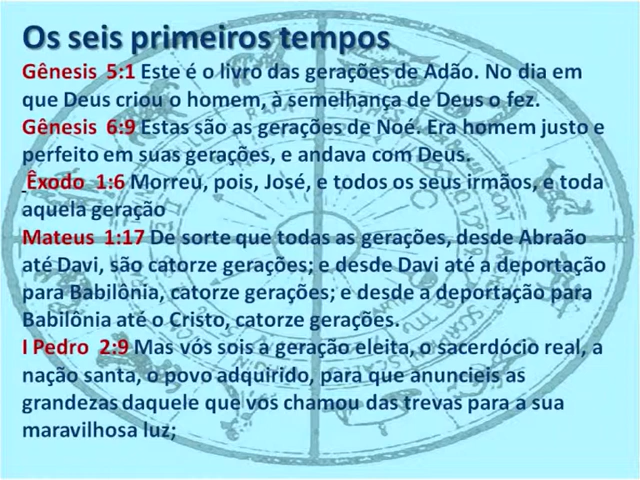 Os seis primeiros tempos
Gênesis 5:1 Este é o livro das gerações de Adão. No dia em
que Deus criou o homem, à semelhança de Deus o fez.
Gênesis 6:9 Estas são as gerações de Noé. Era homem justo e
perfeito em suas gerações, e andava com Deus.
Êxodo 1:6 Morreu, pois, José, e todos os seus irmãos, e toda
aquela geração
Mateus 1:17 De sorte que todas as gerações, desde Abraão
até Davi, são catorze gerações; e desde Davi até a deportação
para Babilônia, catorze gerações; e desde a deportação para
Babilônia até o Cristo, catorze gerações.
I Pedro 2:9 Mas vós sois a geração eleita, o sacerdócio real, a
nação santa, o povo adquirido, para que anuncieis as
grandezas daquele que vos chamou das trevas para a sua
maravilhosa luz;